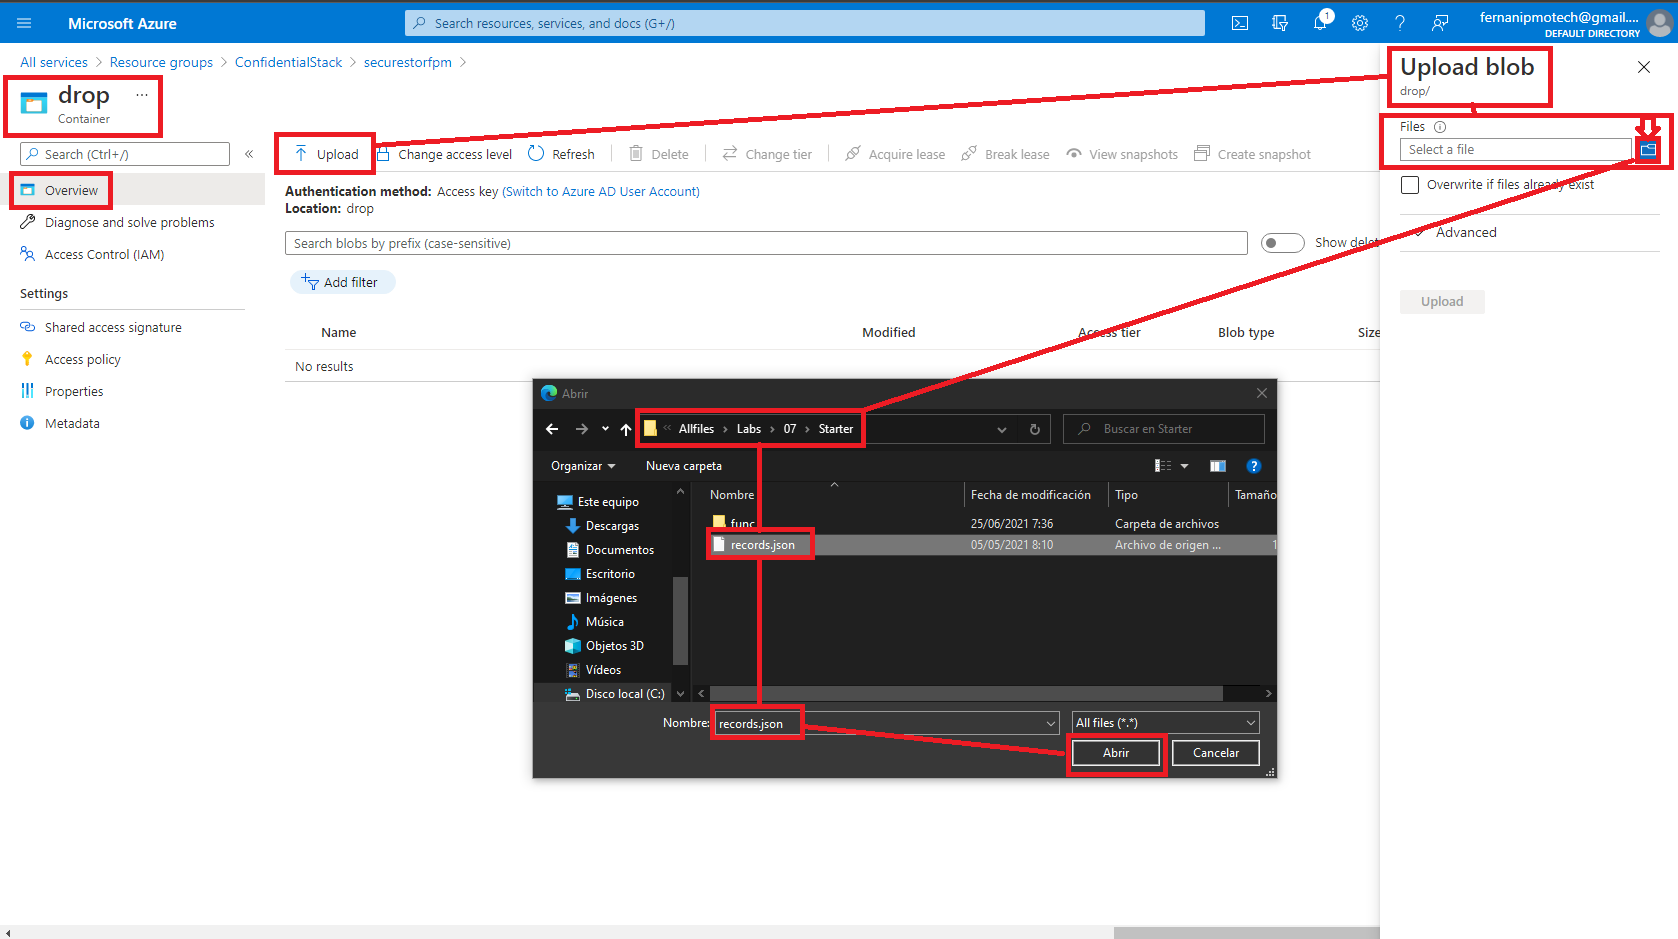 Microsoft Azure
Search resources, services, and docs (G+/)
1
fernanipmotech@gmail....
DEFAULT DIRECTORY
All services > Resource groups > ConfidentialStack > securestorfpm >
drop ...
Container
Search (Ctrl+/)
«
Overview
Diagnose and solve problems
Access Control (IAM)
Settings
Shared access signature
Access policy
Properties
Metadata
Upload Change access level Refresh Delete Change tier Acquire lease Break lease View snapshots Create snapshot
Authentication method: Access key (Switch to Azure AD User Account)
Location: drop
Search blobs by prefix (case-sensitive)
Show delet
Add filter
Name Modified Access tier Blob type Size
No results
Upload blob
drop/
Files
Select a file
Overwrite if files already exist
Advanced
Upload
Abrir
« Allfiles > Labs > 07 > Starter
Buscar en Starter
Organizar Nueva carpeta
Este equipo
Descargas
Documentos
Escritorio
Imágenes
Música
Objetos 3D
Vídeos
Disco local (C:)
Nombre Fecha de modificación Tipo Tamaño
func 25/06/2021 7:36 Carpeta de archivos
records.json 05/05/2021 8:10 Archivo de origen ... 1
Nombre: records.json All files (*.*)
Abrir Cancelar